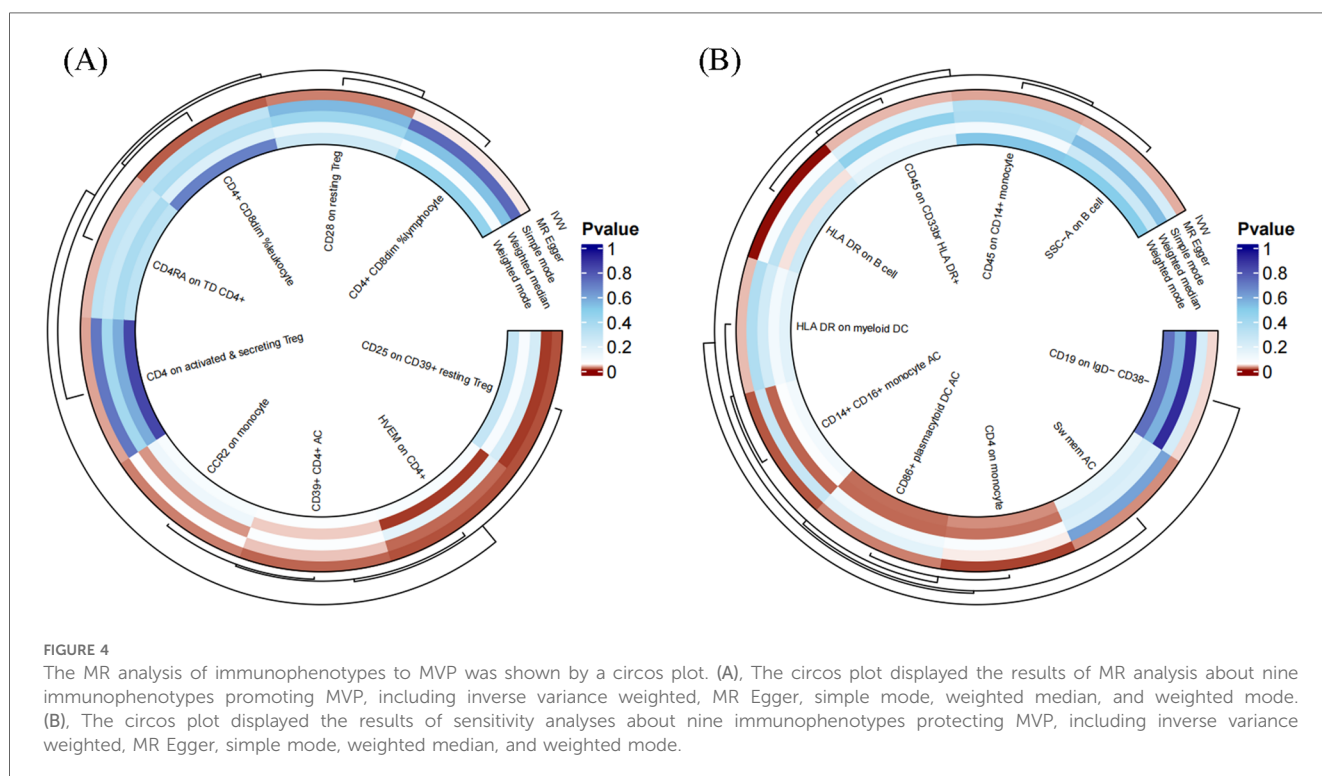 (A)
CD4+ CD8dim %leukocyte
CD28 on resting Treg
CD4+ CD8dim %lymphocyte
CD4RA on TD CD4+
CD4 on activated & secreting Treg
CCR2 on monocyte
CD39+ CD4+ AC
HVEM on CD4+
CD25 on CD39+ resting Treg
IVW
MR Egger
Simple mode
Weighted median
Weighted mode
Pvalue
1
0.8
0.6
0.4
0.2
0
(B)
CD45 on CD33br HLA DR+
CD45 on CD14+ monocyte
SSC-A on B cell
HLA DR on B cell
HLA DR on myeloid DC
CD14+ CD16+ monocyte AC
CD86+ plasmacytoid DC AC
CD4 on monocyte
Sw mem AC
CD19 on IgD- CD38-
IVW
MR Egger
Simple mode
Weighted median
Weighted mode
Pvalue
1
0.8
0.6
0.4
0.2
0
FIGURE 4
The MR analysis of immunophenotypes to MVP was shown by a circos plot. (A), The circos plot displayed the results of MR analysis about nine
immunophenotypes promoting MVP, including inverse variance weighted, MR Egger, simple mode, weighted median, and weighted mode.
(B), The circos plot displayed the results of sensitivity analyses about nine immunophenotypes protecting MVP, including inverse variance
weighted, MR Egger, simple mode, weighted median, and weighted mode.